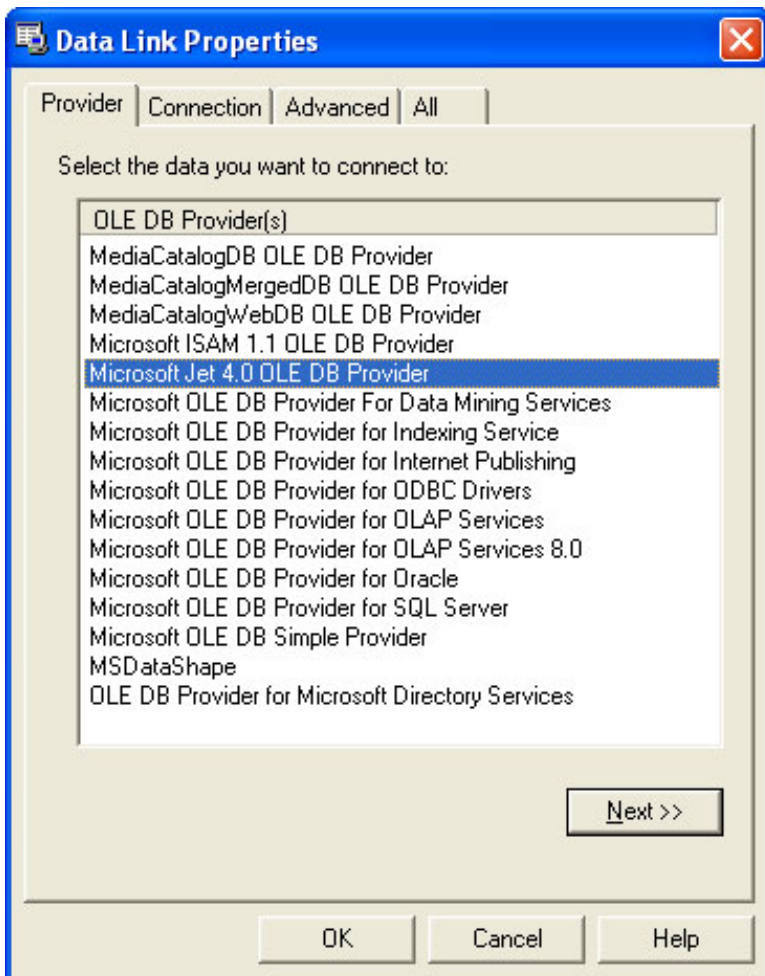 Data Link Properties
Provider Connection Advanced All
Select the data you want to connect to:
OLE DB Provider(s)
MediaCatalogDB OLE DB Provider
MediaCatalogMergedDB OLE DB Provider
MediaCatalogWebDB OLE DB Provider
Microsoft ISAM 1.1 OLE DB Provider
Microsoft Jet 4.0 OLE DB Provider
Microsoft OLE DB Provider For Data Mining Services
Microsoft OLE DB Provider for Indexing Service
Microsoft OLE DB Provider for Internet Publishing
Microsoft OLE DB Provider for ODBC Drivers
Microsoft OLE DB Provider for OLAP Services
Microsoft OLE DB Provider for OLAP Services 8.0
Microsoft OLE DB Provider for Oracle
Microsoft OLE DB Provider for SQL Server
Microsoft OLE DB Simple Provider
MSDataShape
OLE DB Provider for Microsoft Directory Services
Next >>
OK Cancel Help